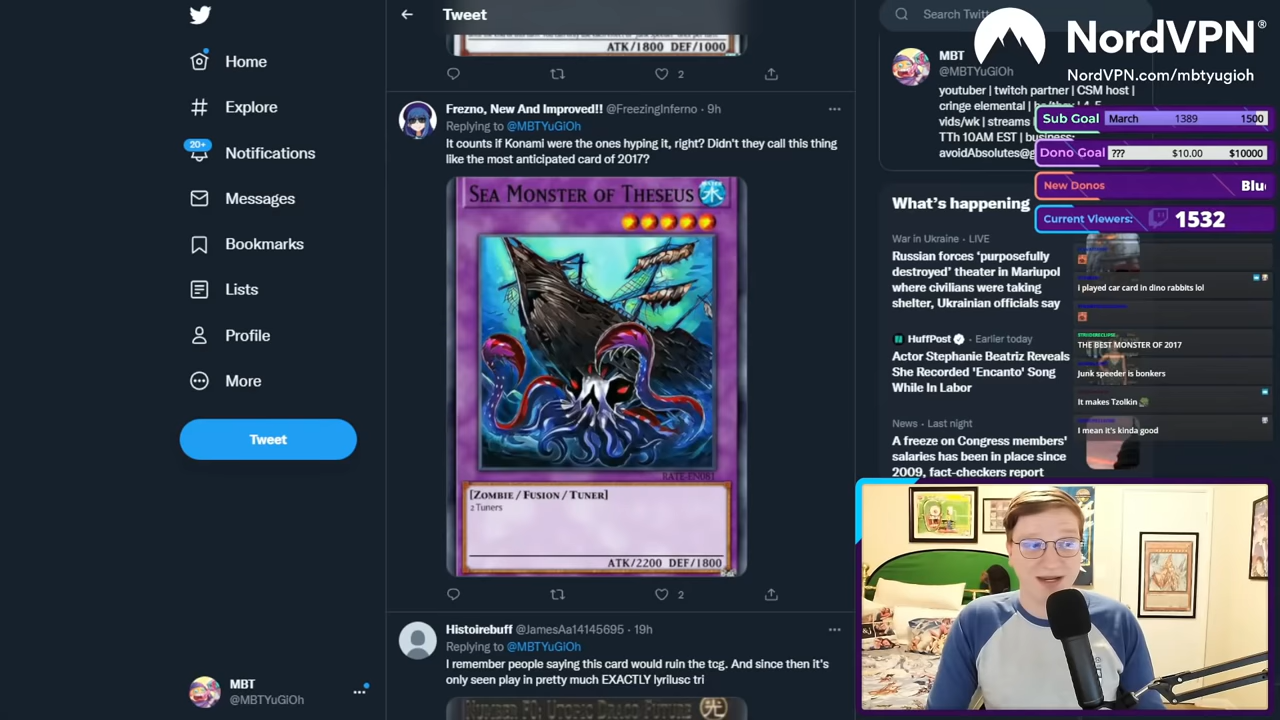 Home
Explore
20+
Notifications
Messages
Bookmarks
Lists
Profile
More
Tweet
MBT
@MBTYuGiOh
Tweet
ATK/1800 DEF/1000
2
Frezno, New And Improved!! @FreezingInferno · 9h
Replying to @MBTYuGiOh
It counts if Konami were the ones hyping it, right? Didn't they call this thing
like the most anticipated card of 2017?
SEA MONSTER OF THESEUS
水
RATE-EN081
[ZOMBIE / FUSION / TUNER]
2 Tuners
ATK/2200 DEF/1800
2
Histoirebuff @JamesAa14145695 · 19h
Replying to @MBTYuGiOh
I remember people saying this card would ruin the tcg. And since then it's
only seen play in pretty much EXACTLY lyrilusc tri
光
NordVPN®
NordVPN.com/mbtyugioh
MBT
@MBTYuGiOh
youtuber | twitch partner | CSM host |
cringe elemental |
vids/wk | streams
TTh 10AM EST | business:
avoidAbsolutes@g
Sub Goal March 1389 1500
Dono Goal ??? $10.00 $10000
New Donos Blu
Current Viewers: 1532
What's happening
War in Ukraine · LIVE
Russian forces 'purposefully
destroyed' theater in Mariupol
where civilians were taking
shelter, Ukrainian officials say
HuffPost · Earlier today
Actor Stephanie Beatriz Reveals
She Recorded 'Encanto' Song
While In Labor
News · Last night
A freeze on Congress members'
salaries has been in place since
2009, fact-checkers report
i played car card in dino rabbits lol
THE BEST MONSTER OF 2017
Junk speeder is bonkers
It makes Tzolkin
I mean it's kinda good